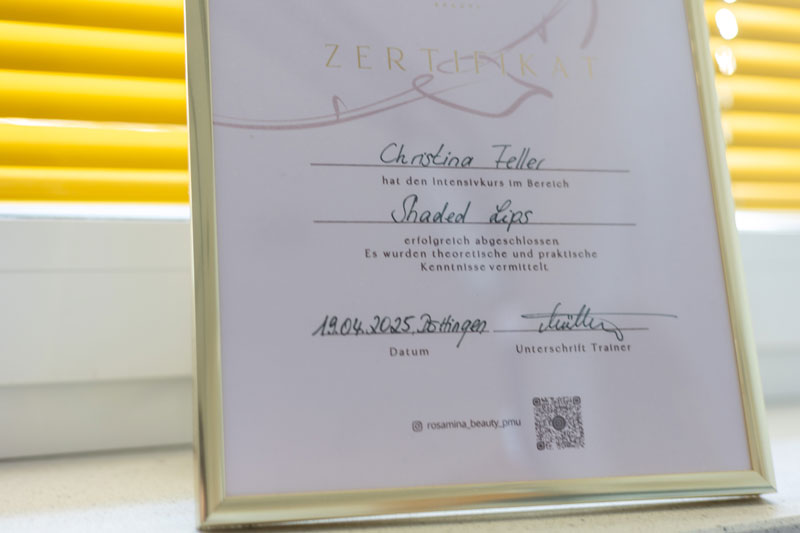 ZERTIFIKAT
Christina Feller
hat den Intensivkurs im Bereich
Shaded Lips
erfolgreich abgeschlossen
Es wurden theoretische und praktische
Kenntnisse vermittelt
19.04.2025, Döttingen
Datum
Unterschrift Trainer
rosamina_beauty_pmu